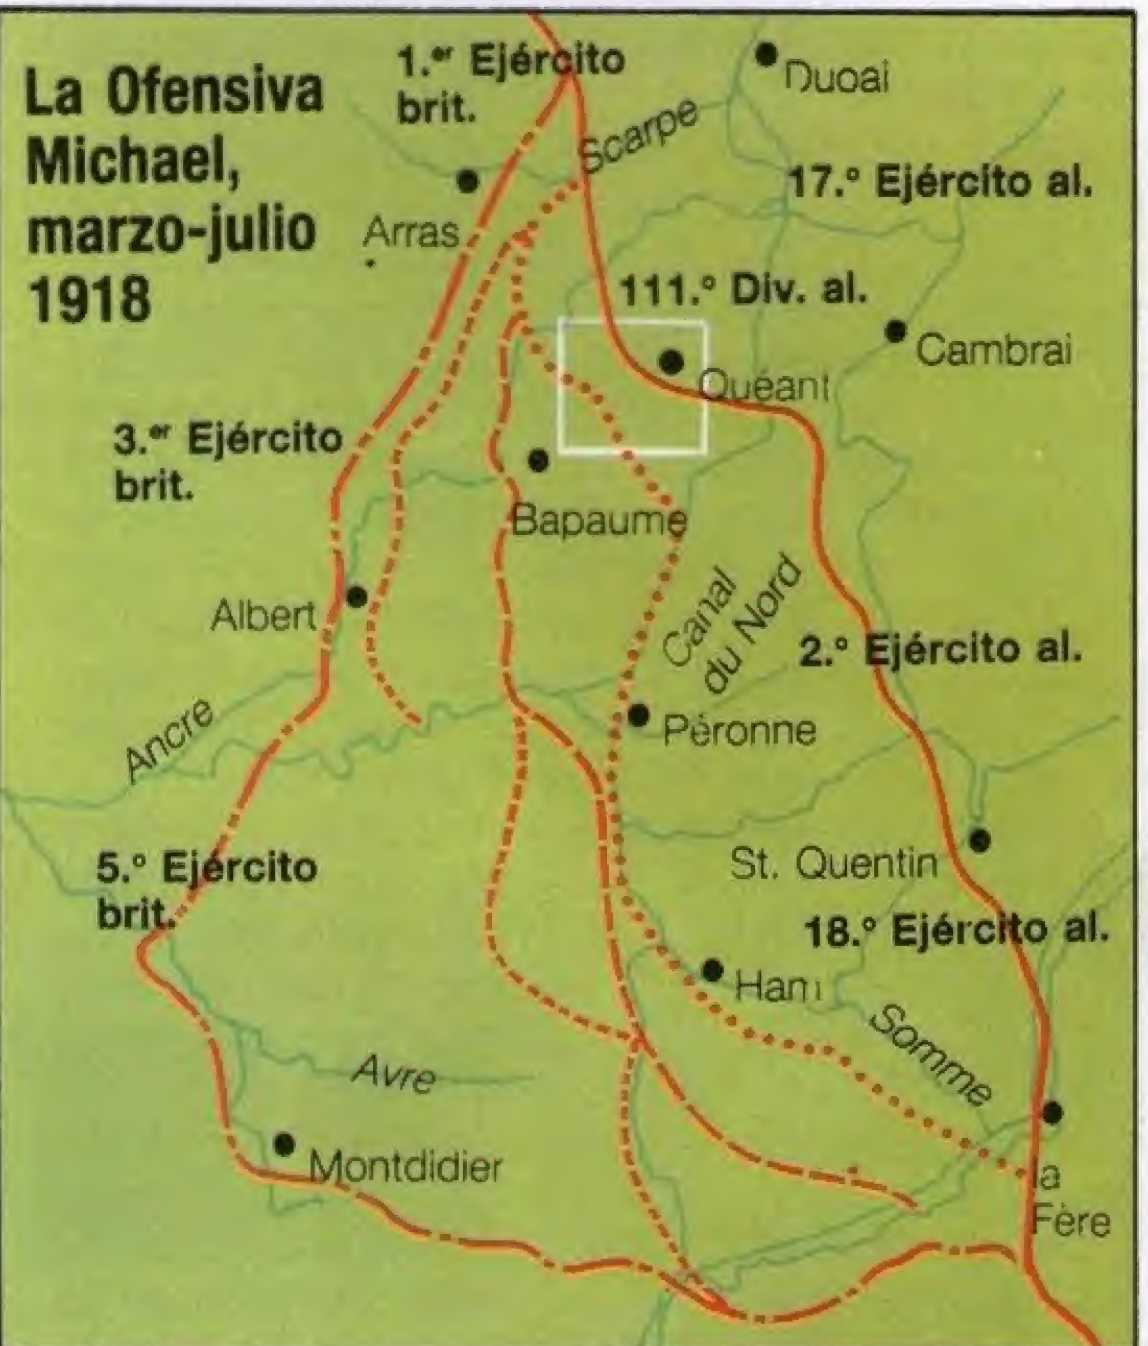 La Ofensiva
Michael,
marzo-julio
1918
1.er Ejército
brit.
Duoai
Scarpe
17.º Ejército al.
Arras
111.º Div. al.
Cambrai
Quéant
3.er Ejército
brit.
Bapaume
Canal
du Nord
Albert
2.º Ejército al.
Ancre
Péronne
5.º Ejército
brit.
St. Quentin
18.º Ejército al.
Ham
Somme
Avre
Montdidier
la
Fère